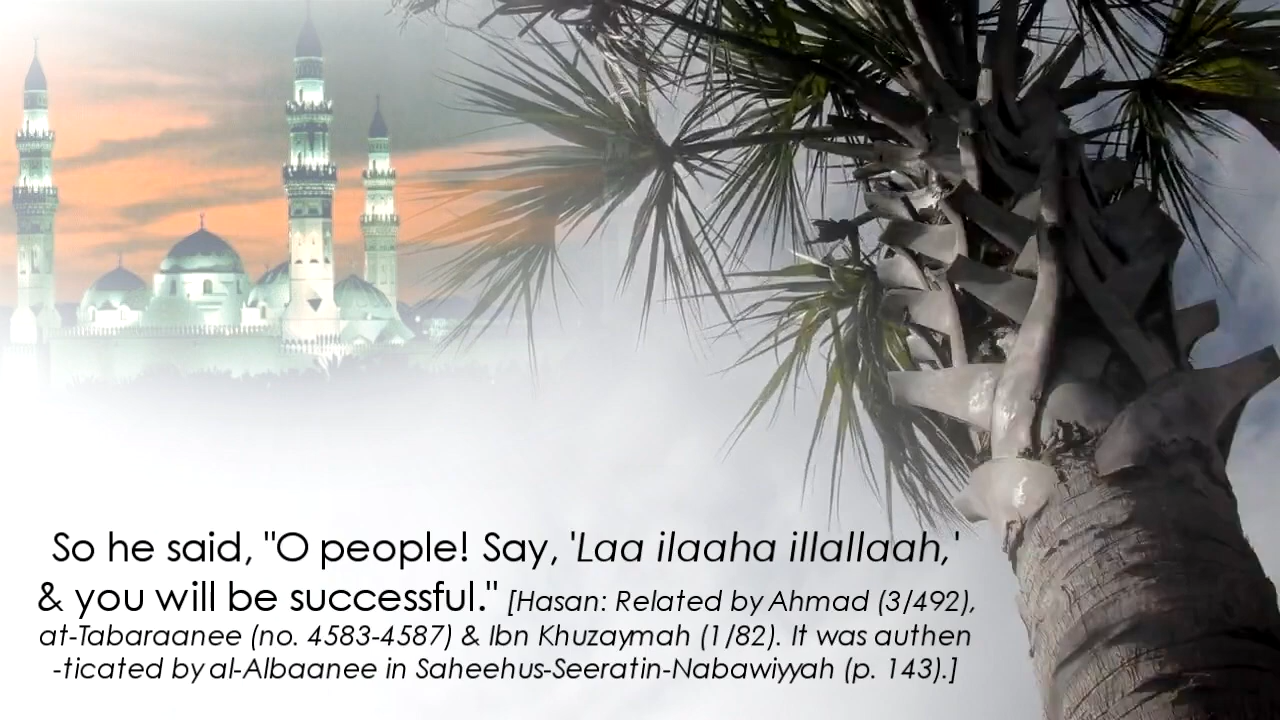 So he said, "O people! Say, 'Laa ilaaha illallaah,'
& you will be successful." [Hasan: Related by Ahmad (3/492),
at-Tabaraanee (no. 4583-4587) & Ibn Khuzaymah (1/82). It was authen
-ticated by al-Albaanee in Saheehus-Seeratin-Nabawiyyah (p. 143).]